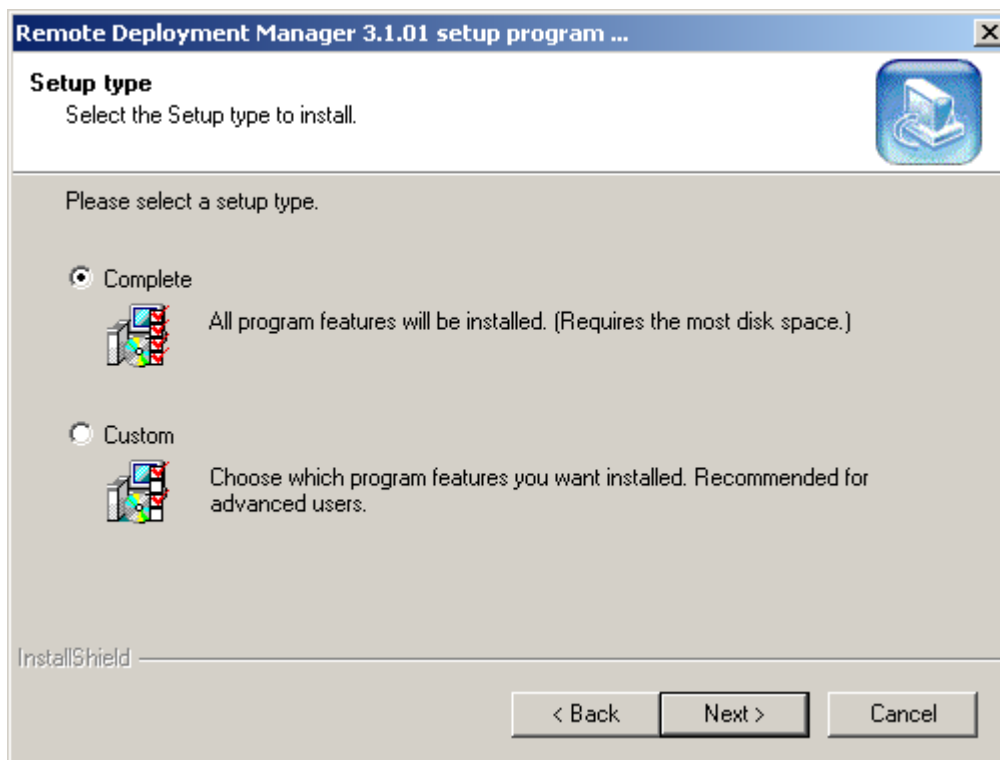 Remote Deployment Manager 3.1.01 setup program ...
Setup type
Select the Setup type to install.
Please select a setup type.
Complete
All program features will be installed. (Requires the most disk space.)
Custom
Choose which program features you want installed. Recommended for
advanced users.
InstallShield
< Back
Next >
Cancel